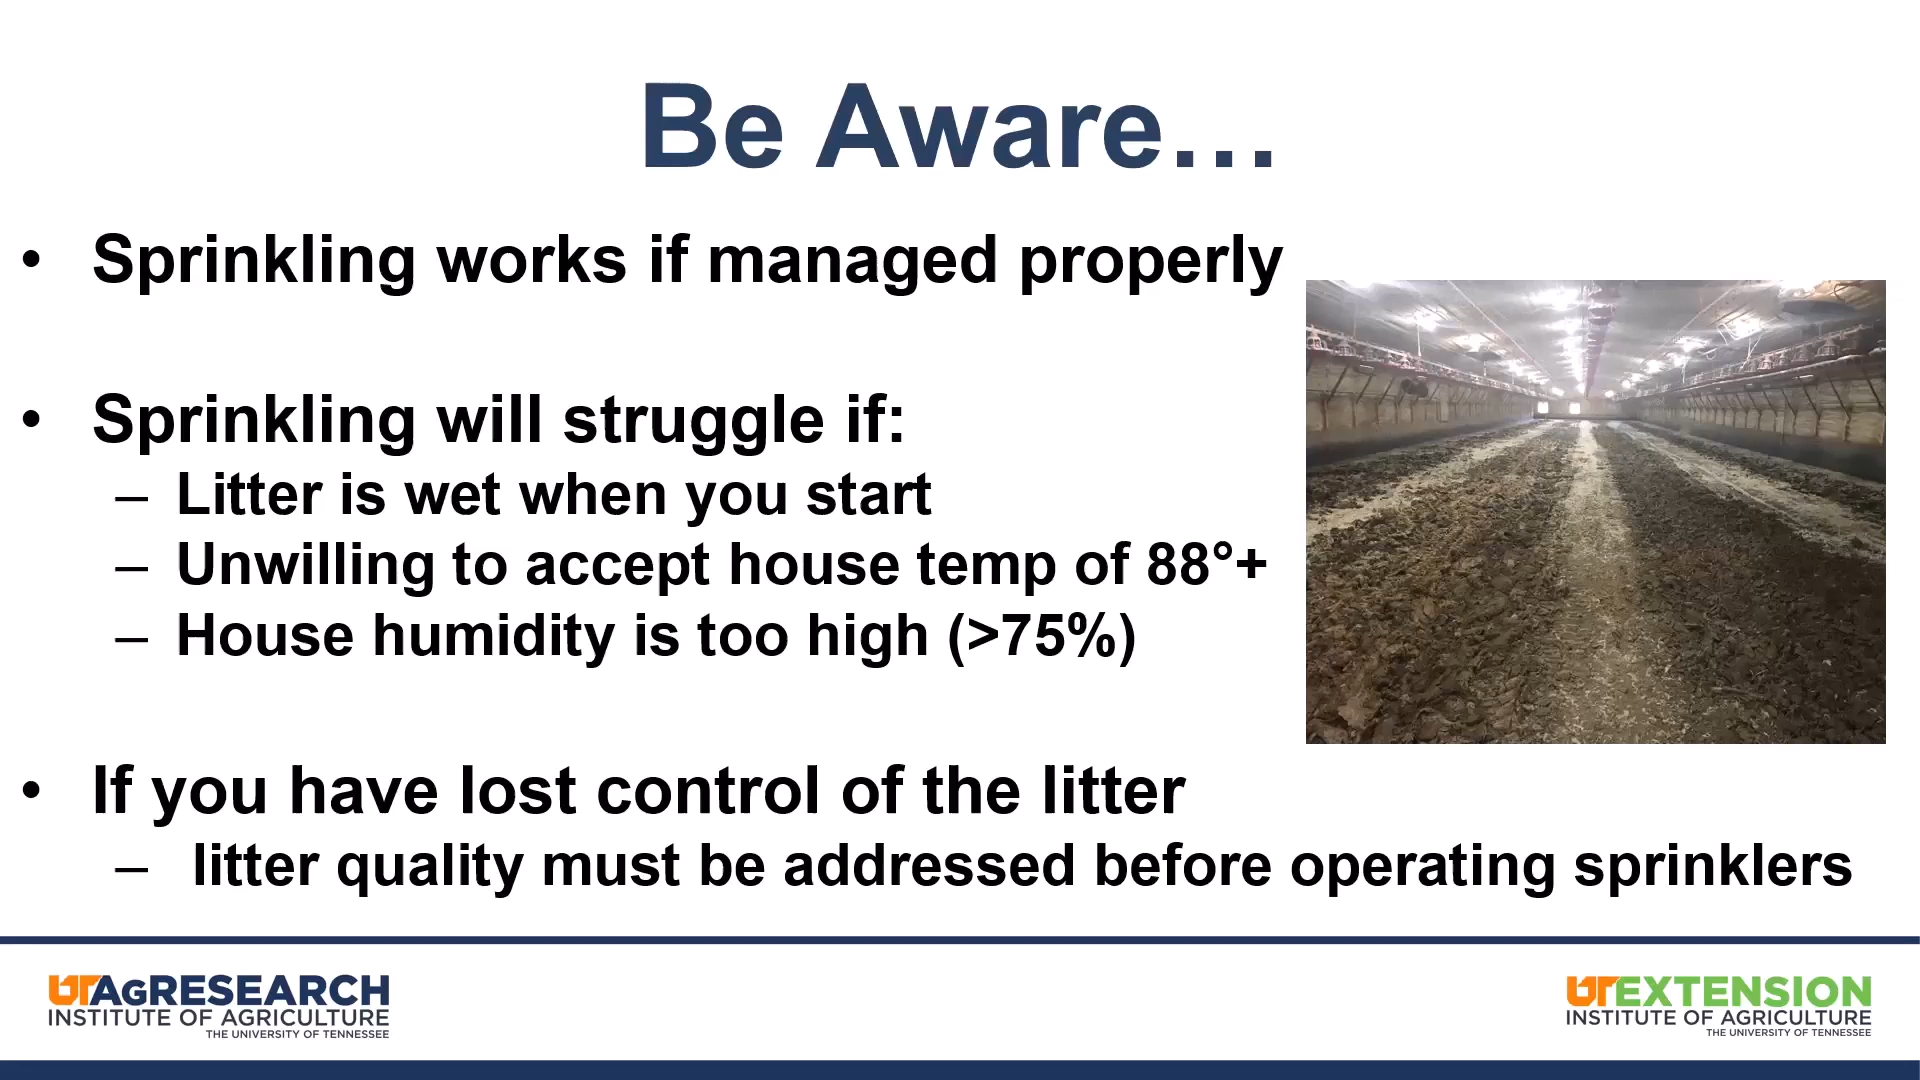 Be Aware…
• Sprinkling works if managed properly
• Sprinkling will struggle if:
– Litter is wet when you start
– Unwilling to accept house temp of 88°+
– House humidity is too high (>75%)
• If you have lost control of the litter
– litter quality must be addressed before operating sprinklers
UTAGRESEARCH
INSTITUTE OF AGRICULTURE
THE UNIVERSITY OF TENNESSEE
UTEXTENSION
INSTITUTE OF AGRICULTURE
THE UNIVERSITY OF TENNESSEE